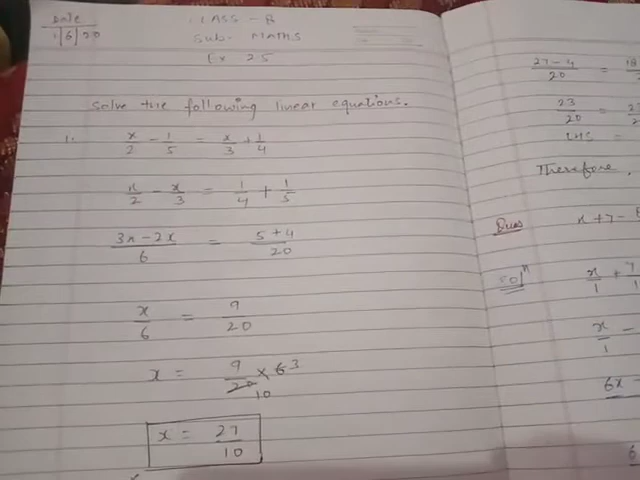 Date
1/6/20
CLASS - 8
Sub. MATHS
Ex 2.5
Solve the following linear equations.
1. x/2 - 1/5 = x/3 + 1/4
x/2 - x/3 = 1/4 + 1/5
3x - 2x/6 = 5 + 4/20
x/6 = 9/20
x = 9/20 × 6 3
10
x = 27/10
27 - 4/20 =
23/20 =
LHS =
Therefore,
Ques x + 7 -
Solⁿ x/1 +
x/1 -
6x